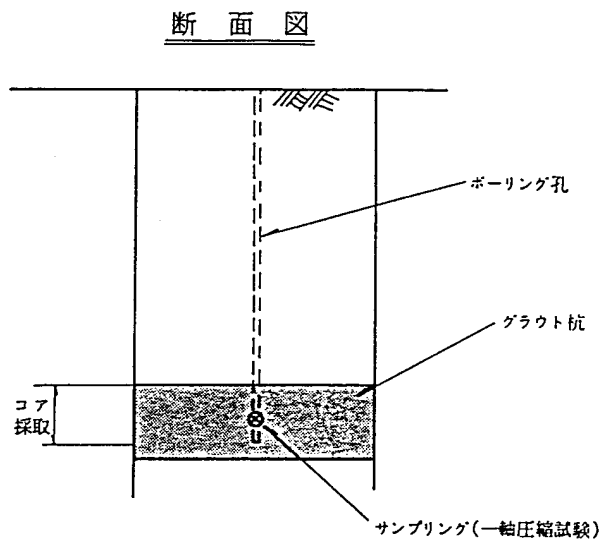 断面図
ボーリング孔
グラウト杭
コア
採取
サンプリング(一軸圧縮試験)